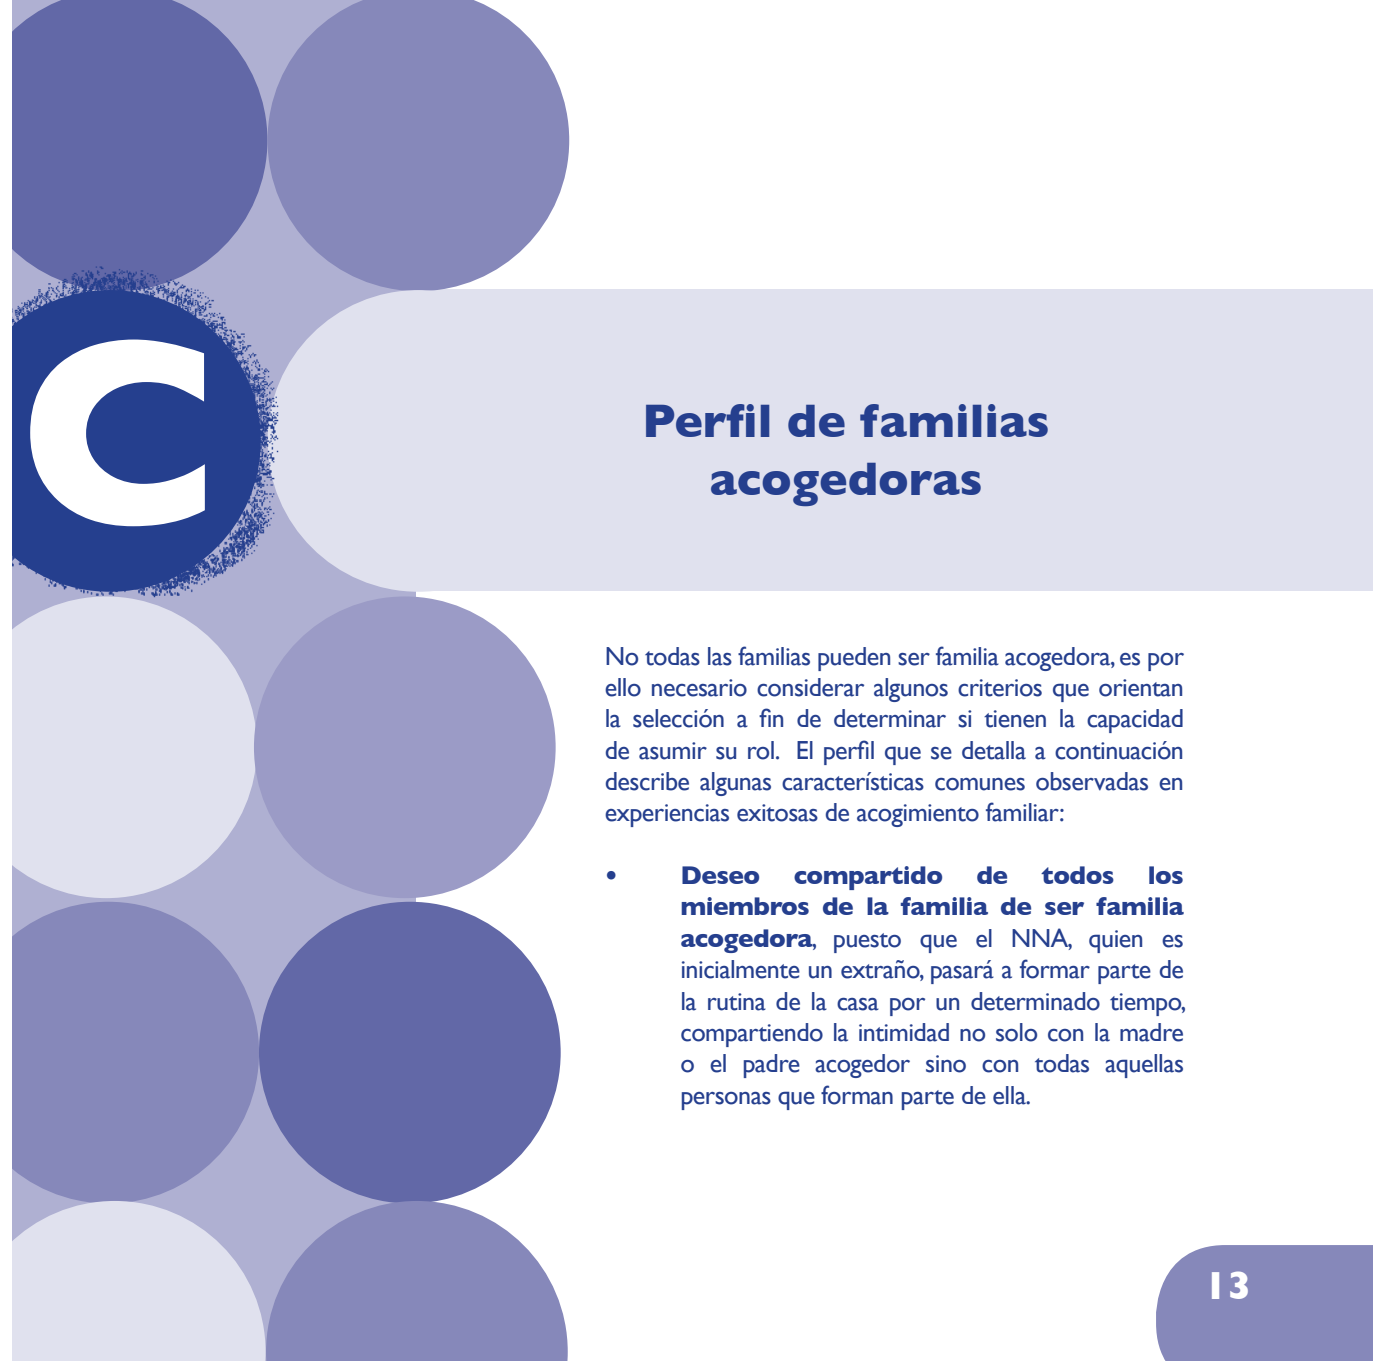 C
Perfil de familias
acogedoras
No todas las familias pueden ser familia acogedora, es por
ello necesario considerar algunos criterios que orientan
la selección a fin de determinar si tienen la capacidad
de asumir su rol. El perfil que se detalla a continuación
describe algunas características comunes observadas en
experiencias exitosas de acogimiento familiar:
• Deseo compartido de todos los
miembros de la familia de ser familia
acogedora, puesto que el NNA, quien es
inicialmente un extraño, pasará a formar parte de
la rutina de la casa por un determinado tiempo,
compartiendo la intimidad no solo con la madre
o el padre acogedor sino con todas aquellas
personas que forman parte de ella.
13